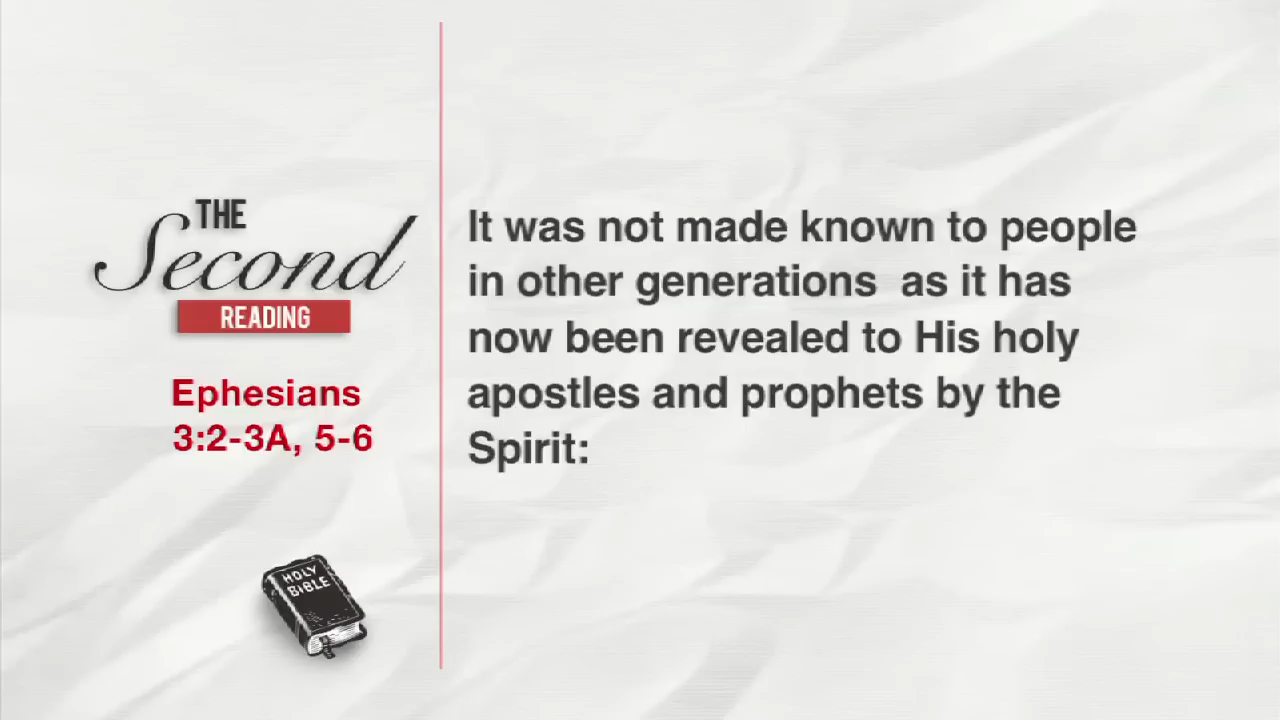 THE
Second
READING
Ephesians
3:2-3A, 5-6
HOLY
BIBLE
It was not made known to people
in other generations  as it has
now been revealed to His holy
apostles and prophets by the
Spirit: